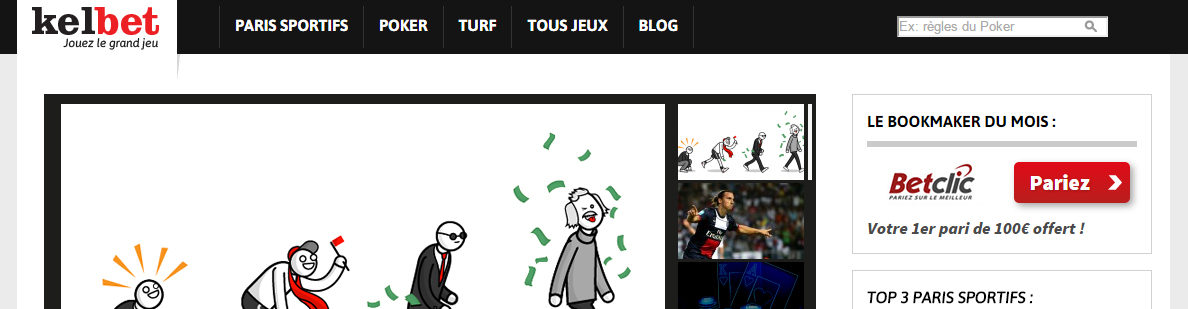 kelbet
Jouez le grand jeu
PARIS SPORTIFS
POKER
TURF
TOUS JEUX
BLOG
Ex: règles du Poker
LE BOOKMAKER DU MOIS :
Betclic
PARIEZ SUR LE MEILLEUR
Pariez
Votre 1er pari de 100€ offert !
TOP 3 PARIS SPORTIFS :